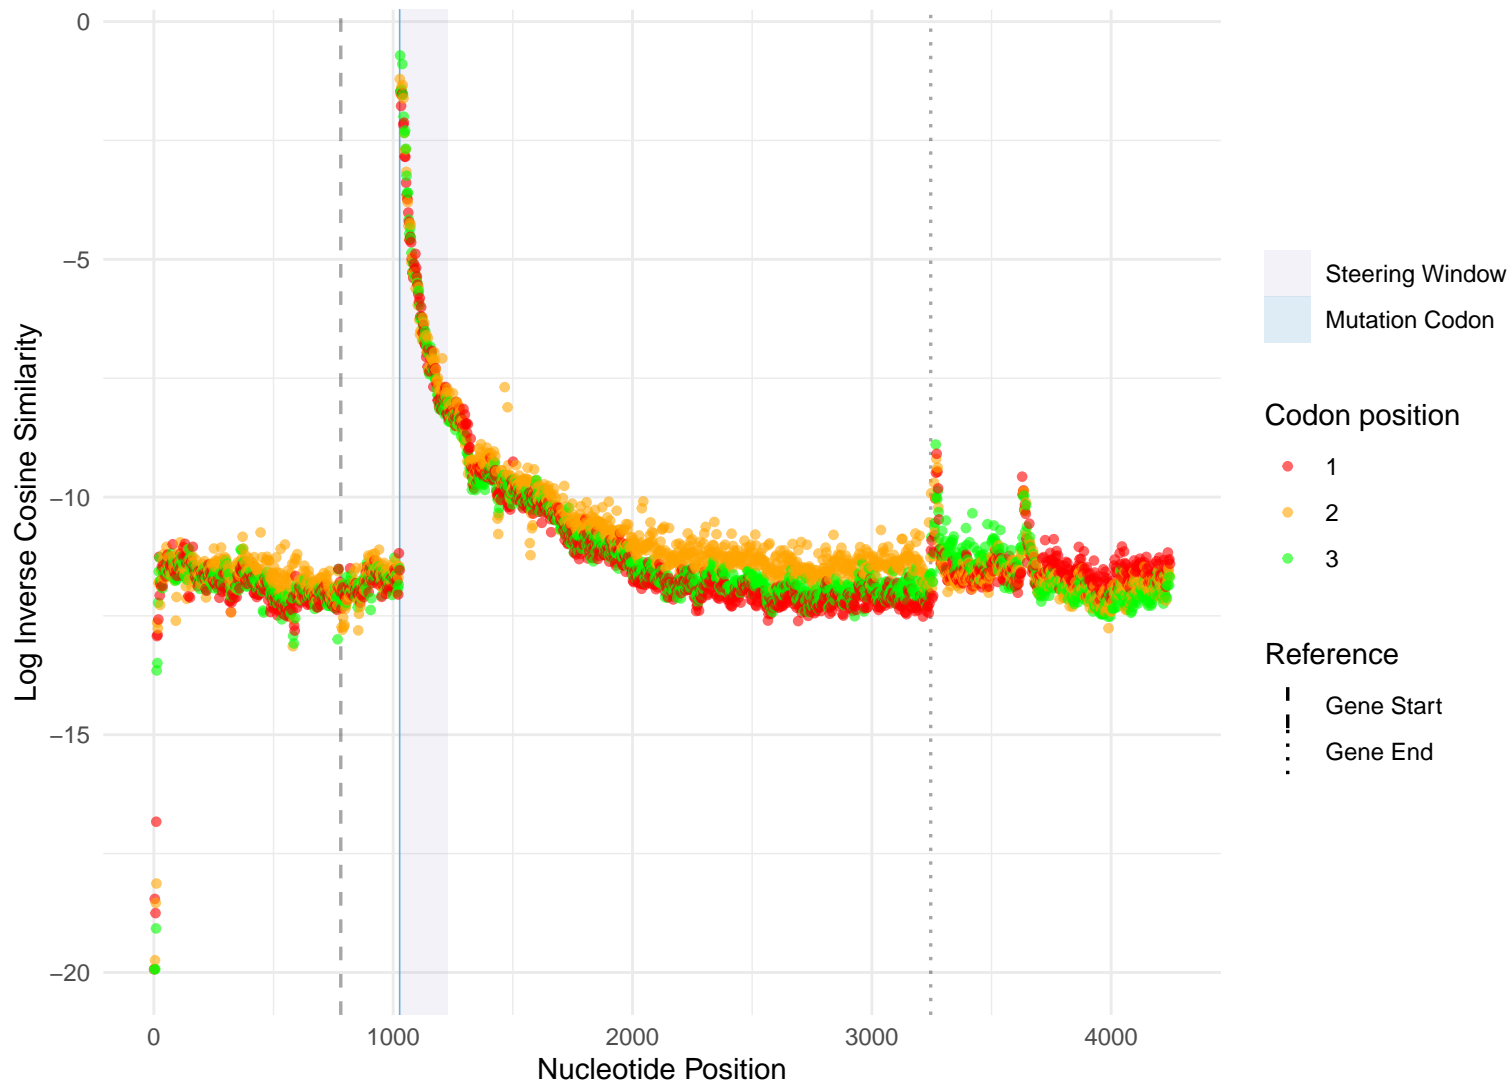 0
−5
−10
−15
−20
Log Inverse Cosine Similarity
0
1000
2000
3000
4000
Nucleotide Position
Steering Window
Mutation Codon
Codon position
1
2
3
Reference
Gene Start
Gene End